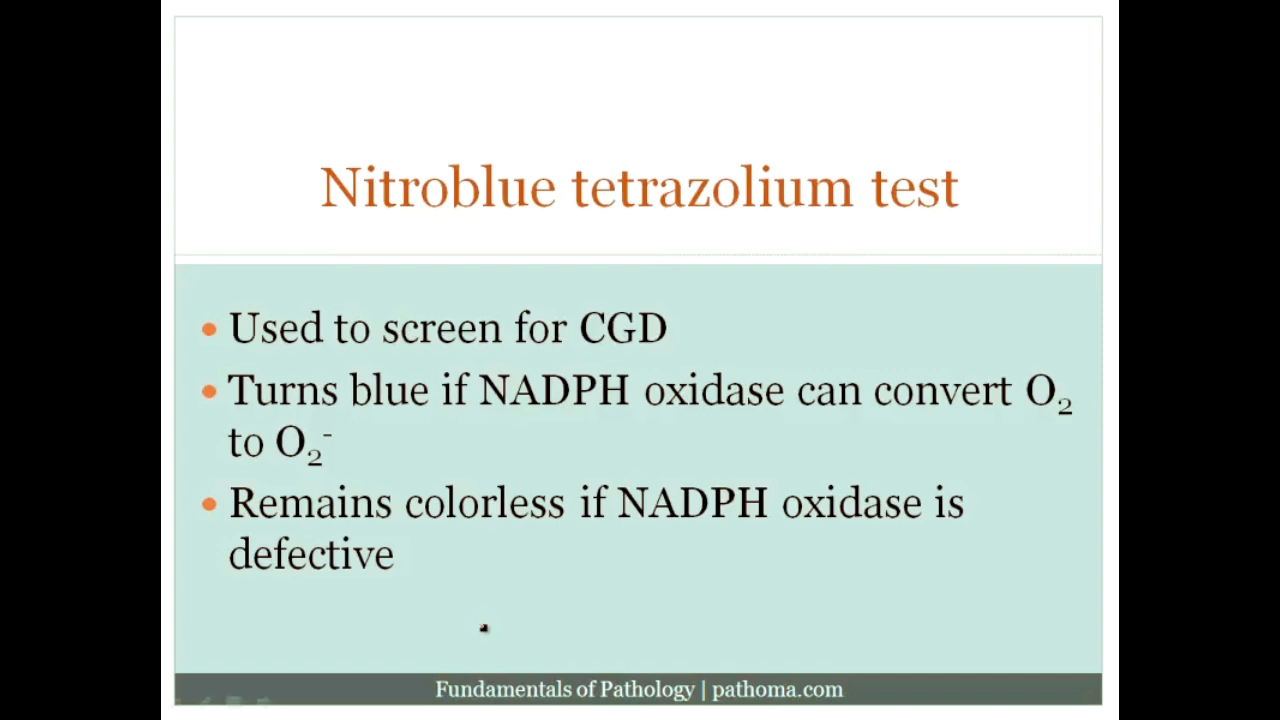 Nitroblue tetrazolium test
• Used to screen for CGD
• Turns blue if NADPH oxidase can convert O₂
to O₂⁻
• Remains colorless if NADPH oxidase is
defective
Fundamentals of Pathology | pathoma.com